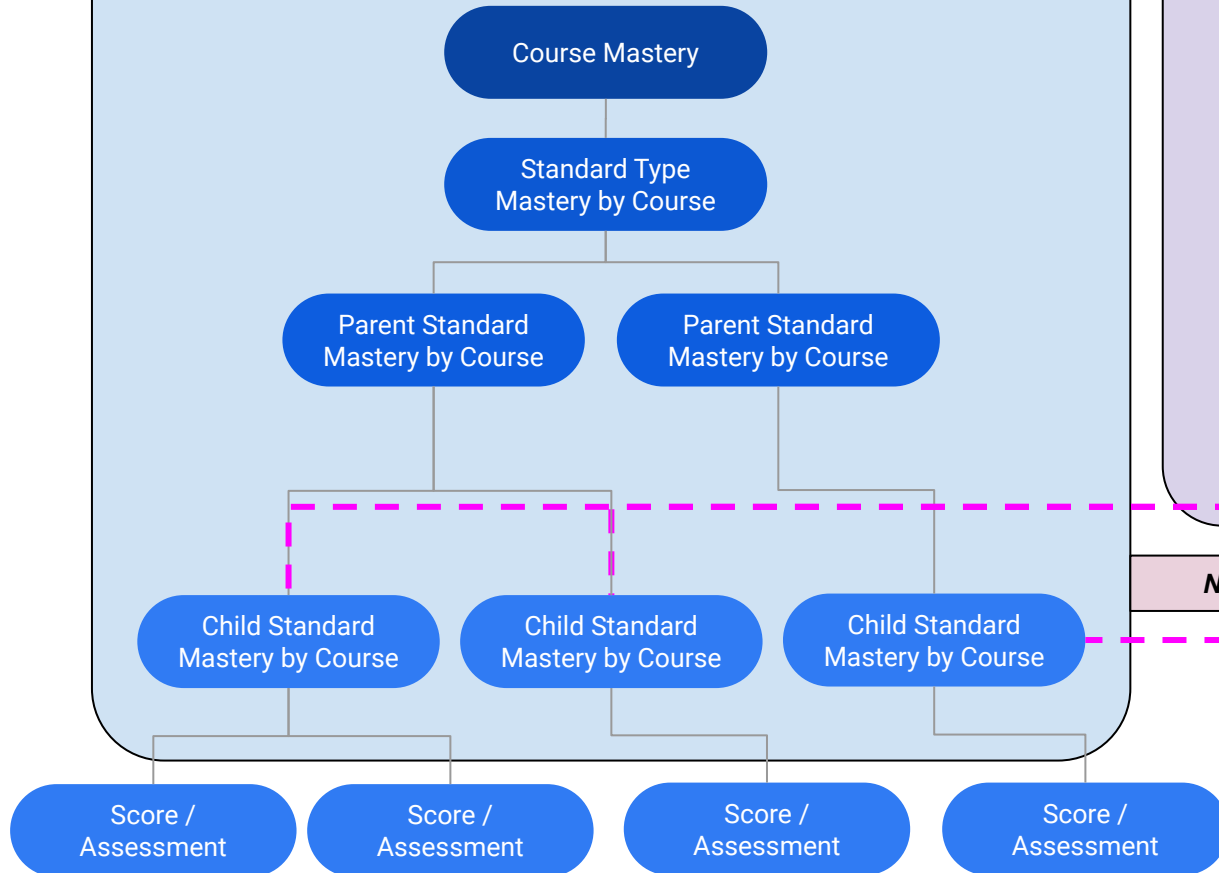 Course Mastery
Standard Type
Mastery by Course
Parent Standard
Mastery by Course
Parent Standard
Mastery by Course
N
Child Standard
Mastery by Course
Child Standard
Mastery by Course
Child Standard
Mastery by Course
Score /
Assessment
Score /
Assessment
Score /
Assessment
Score /
Assessment